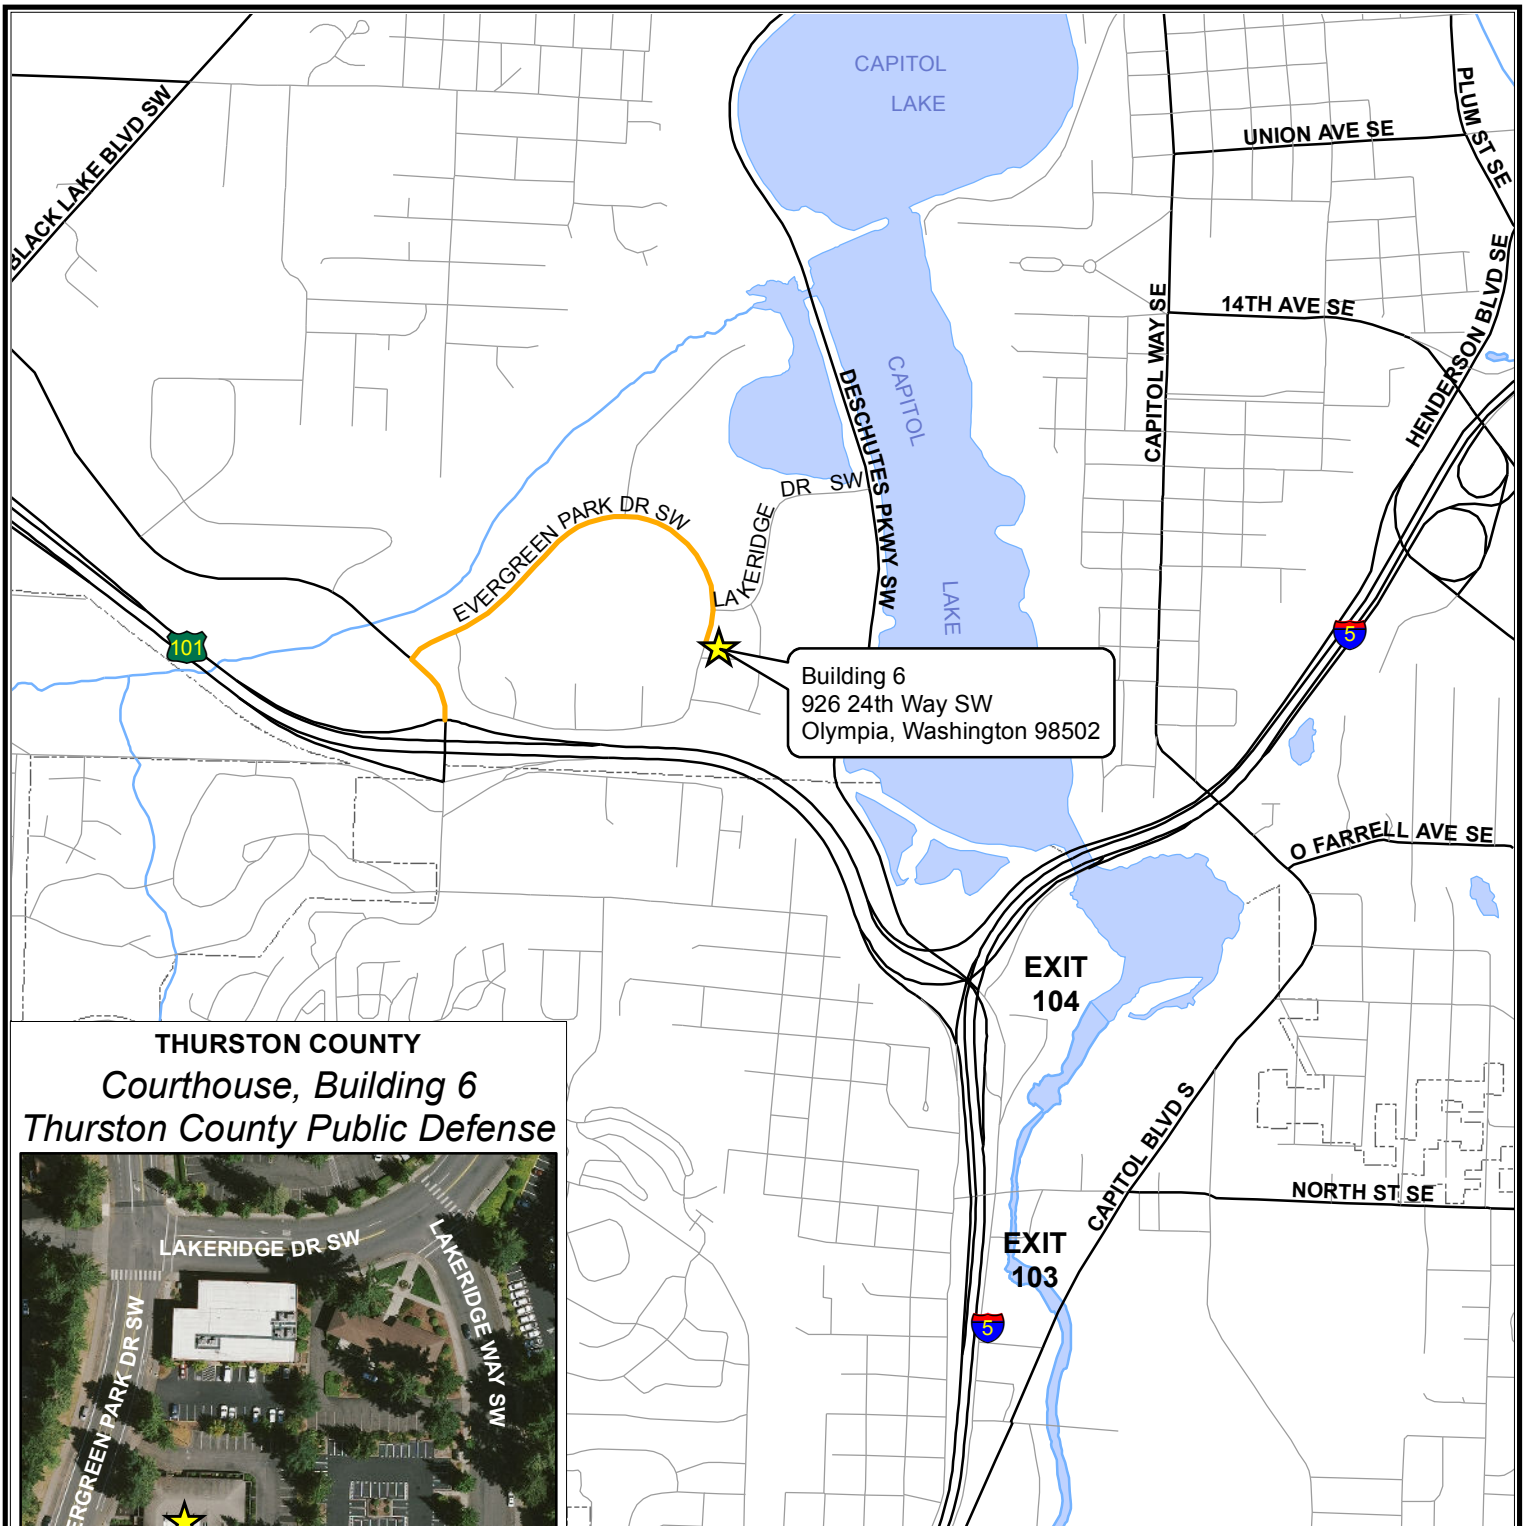 CAPITOL
LAKE
PLUM ST SE
UNION AVE SE
BLACK LAKE BLVD SW
HENDERSON BLVD SE
CAPITOL WAY SE
14TH AVE SE
DESCHUTES PKWY SW
CAPITOL
LAKE
DR SW
LAKERIDGE
EVERGREEN PARK DR SW
101
5
Building 6
926 24th Way SW
Olympia, Washington 98502
O FARRELL AVE SE
EXIT
104
THURSTON COUNTY
Courthouse, Building 6
Thurston County Public Defense
CAPITOL BLVD S
NORTH ST SE
EXIT
103
5
LAKERIDGE DR SW
LAKERIDGE WAY SW
ERGREEN PARK DR SW